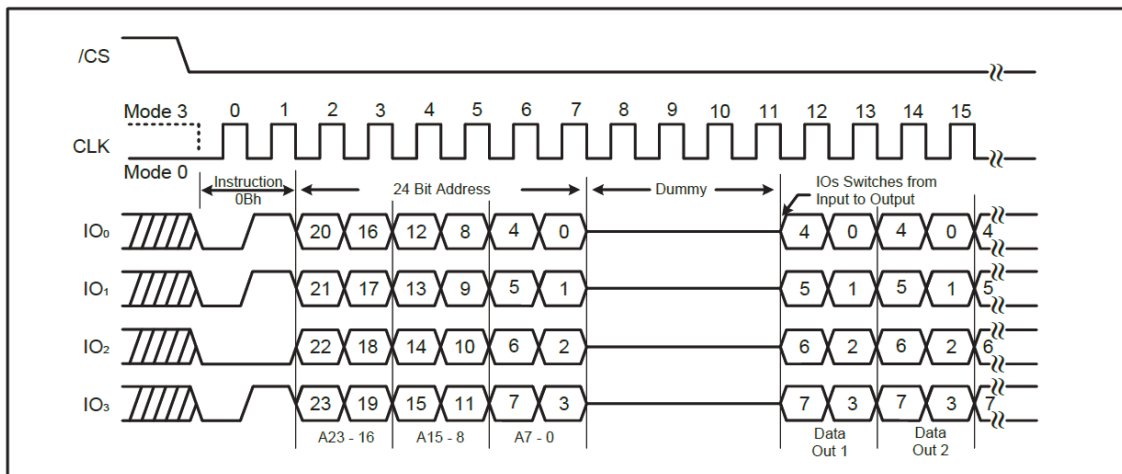 /CS
Mode 3 0 1 2 3 4 5 6 7 8 9 10 11 12 13 14 15
CLK
Mode 0
Instruction
0Bh
24 Bit Address
Dummy
IOs Switches from
Input to Output
IO₀ 20 16 12 8 4 0 4 0 4 0 4
IO₁ 21 17 13 9 5 1 5 1 5 1 5
IO₂ 22 18 14 10 6 2 6 2 6 2 6
IO₃ 23 19 15 11 7 3 7 3 7 3 7
A23 - 16 A15 - 8 A7 - 0
Data
Out 1
Data
Out 2